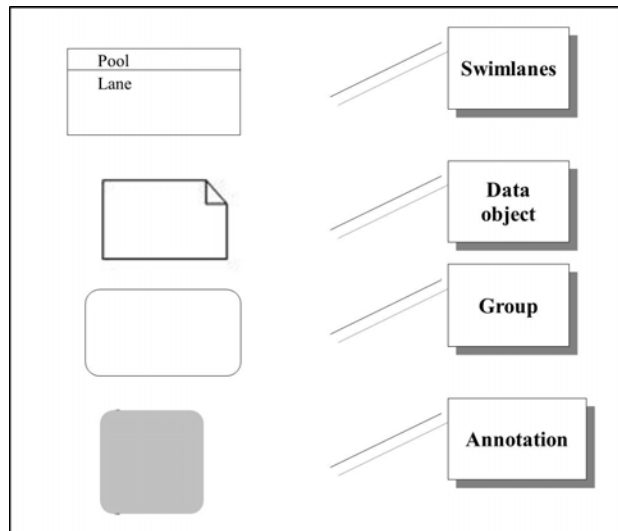 Pool
Lane
Swimlanes
Data
object
Group
Annotation